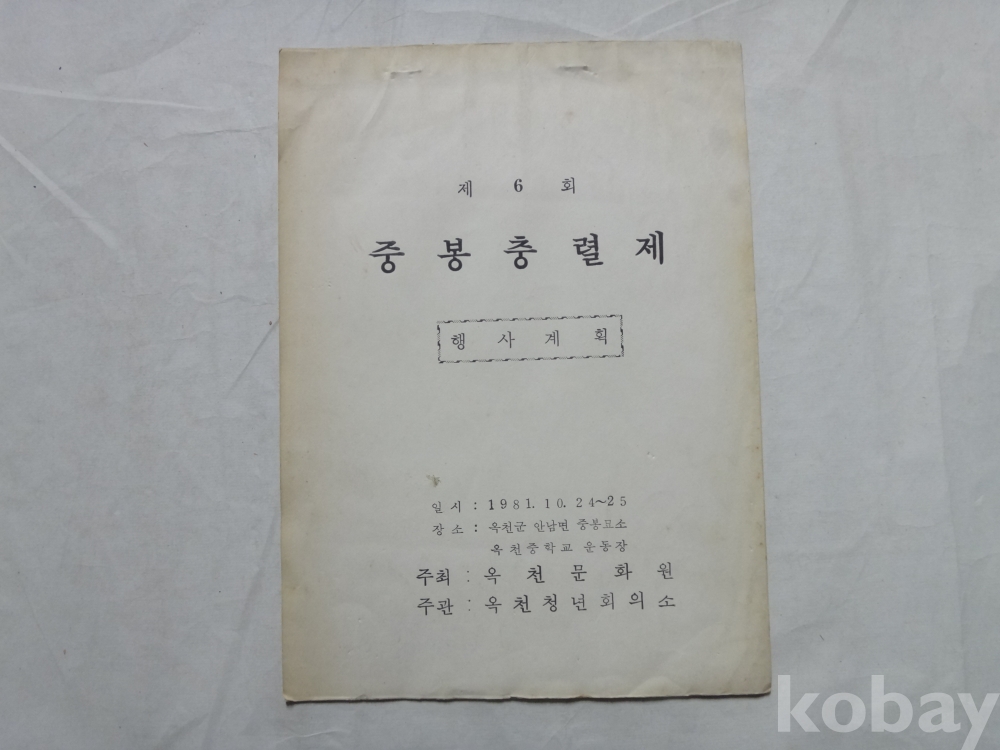 제 6 회
중 봉 충 렬 제
행 사 계 획
일 시 : 1981. 10. 24~25
장 소 : 옥천군 안남면 중봉묘소
옥 천중학교 운동장
주최 : 옥 천 문 화 원
주관 : 옥 천청년회의소
kobay